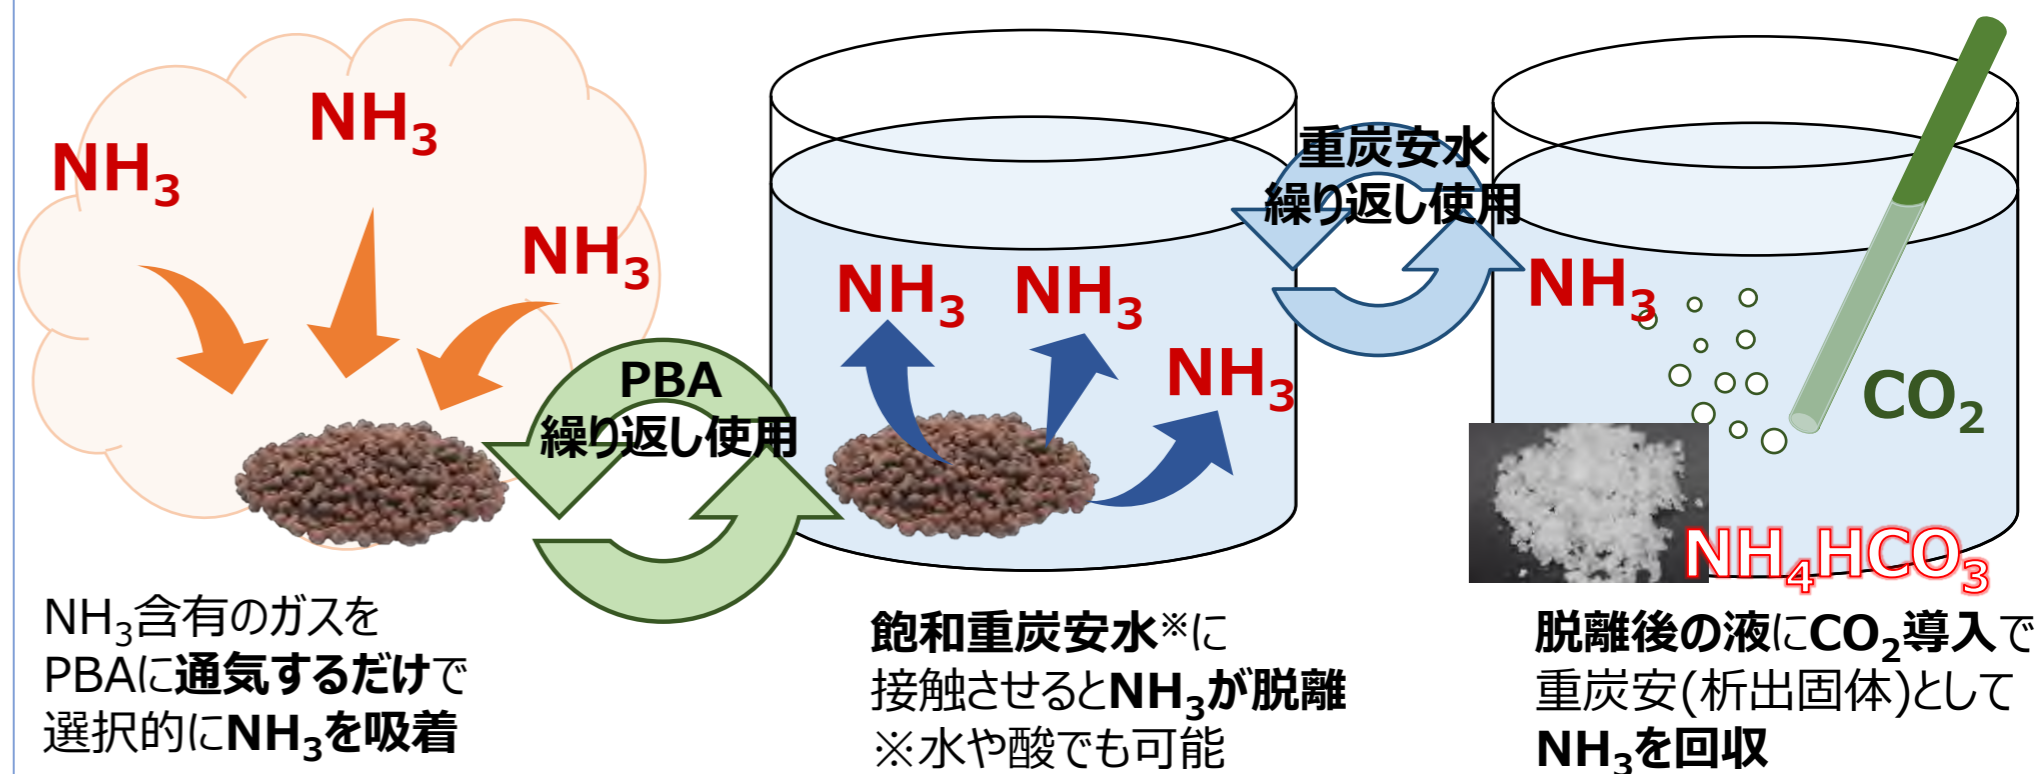 NH₃
NH₃
NH₃
NH₃含有のガスを
PBAに通気するだけで
選択的にNH₃を吸着
PBA
繰り返し使用
NH₃
NH₃
NH₃
飽和重炭安水※に
接触させるとNH₃が脱離
※水や酸でも可能
重炭安水
繰り返し使用
NH₃
CO₂
NH₄HCO₃
脱離後の液にCO₂導入で
重炭安(析出固体)として
NH₃を回収